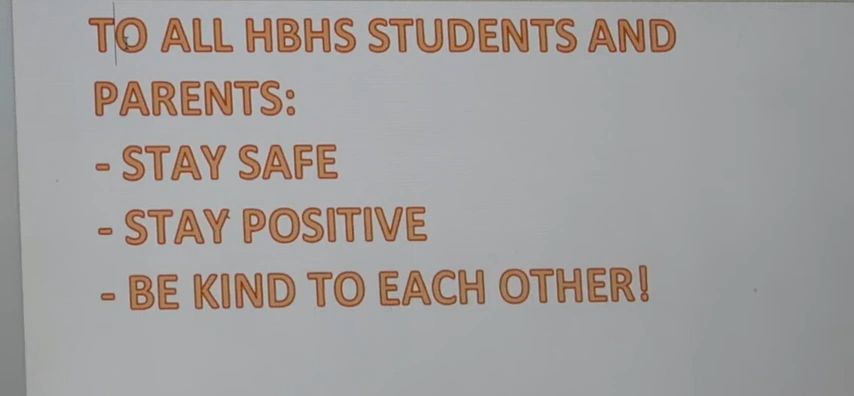 TO ALL HBHS STUDENTS AND
PARENTS:
- STAY SAFE
- STAY POSITIVE
- BE KIND TO EACH OTHER!